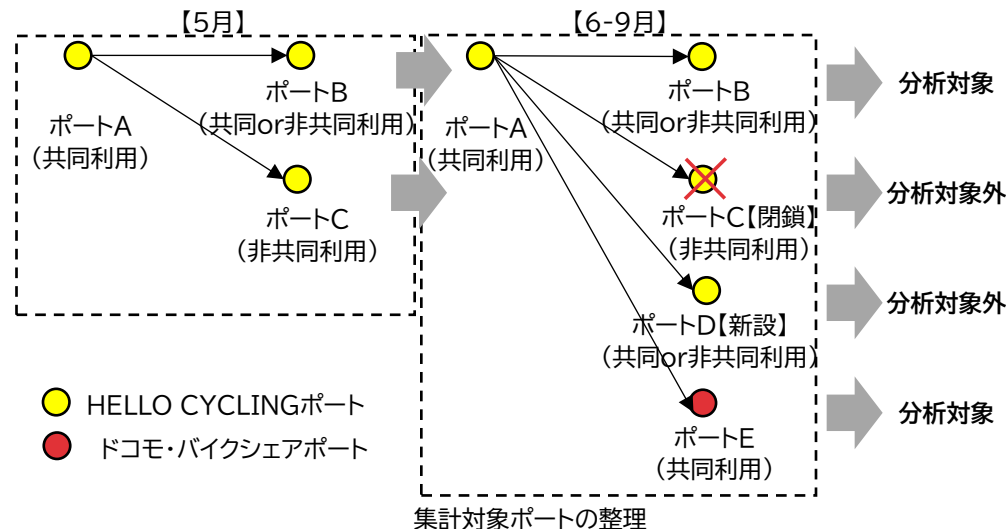 【5月】
【6-9月】
ポートB
(共同or非共同利用)
ポートA
(共同利用)
ポートC
(非共同利用)
ポートB
(共同or非共同利用)
ポートA
(共同利用)
ポートC【閉鎖】
(非共同利用)
ポートD【新設】
(共同or非共同利用)
ポートE
(共同利用)
分析対象
分析対象外
分析対象外
分析対象
HELLO CYCLINGポート
ドコモ・バイクシェアポート
集計対象ポートの整理